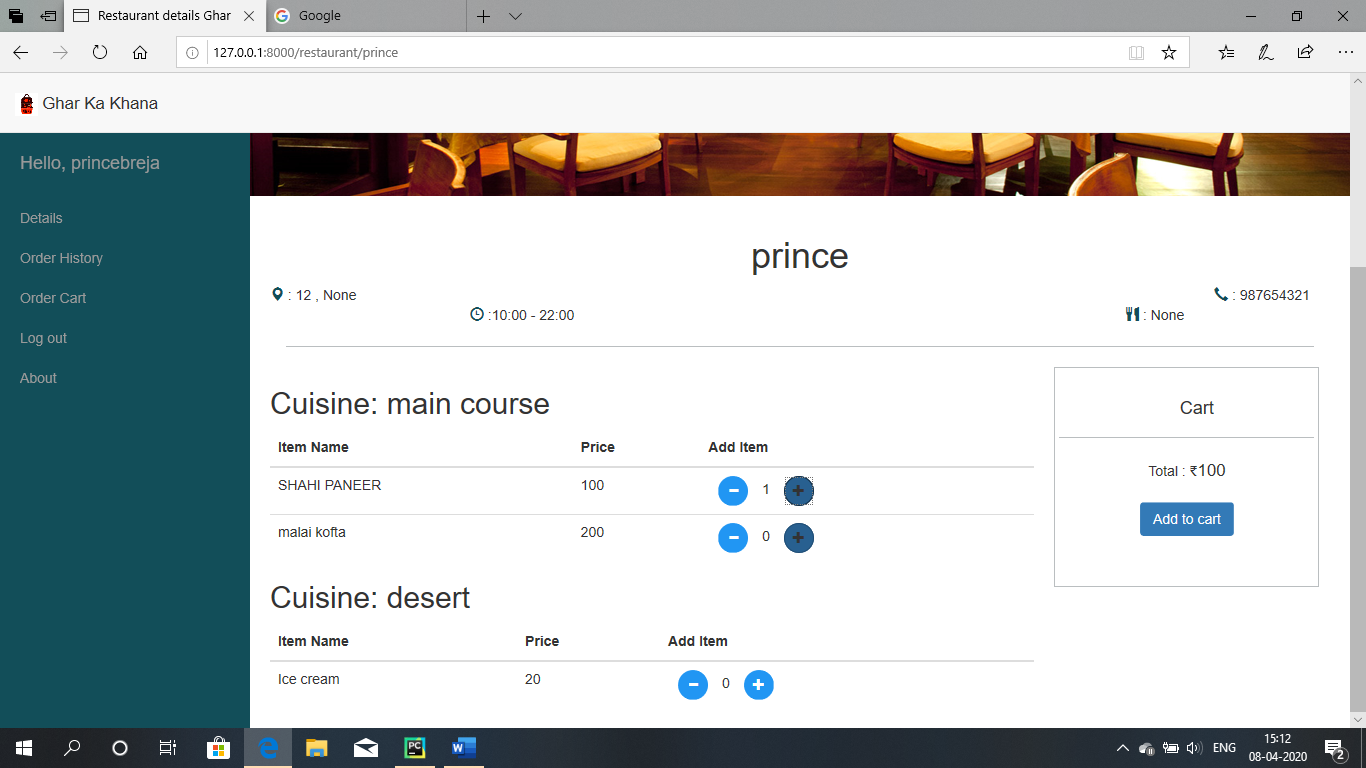 Restaurant details Ghar
Google
127.0.0.1:8000/restaurant/prince
Ghar Ka Khana
Hello, princebreja
Details
Order History
Order Cart
Log out
About
prince
: 12 , None
: 987654321
:10:00 - 22:00
: None
Cuisine: main course
Item Name Price Add Item
SHAHI PANEER 100 1
malai kofta 200 0
Cuisine: desert
Item Name Price Add Item
Ice cream 20 0
Cart
Total : ₹100
Add to cart
PC
W
ENG
15:12
08-04-2020
2